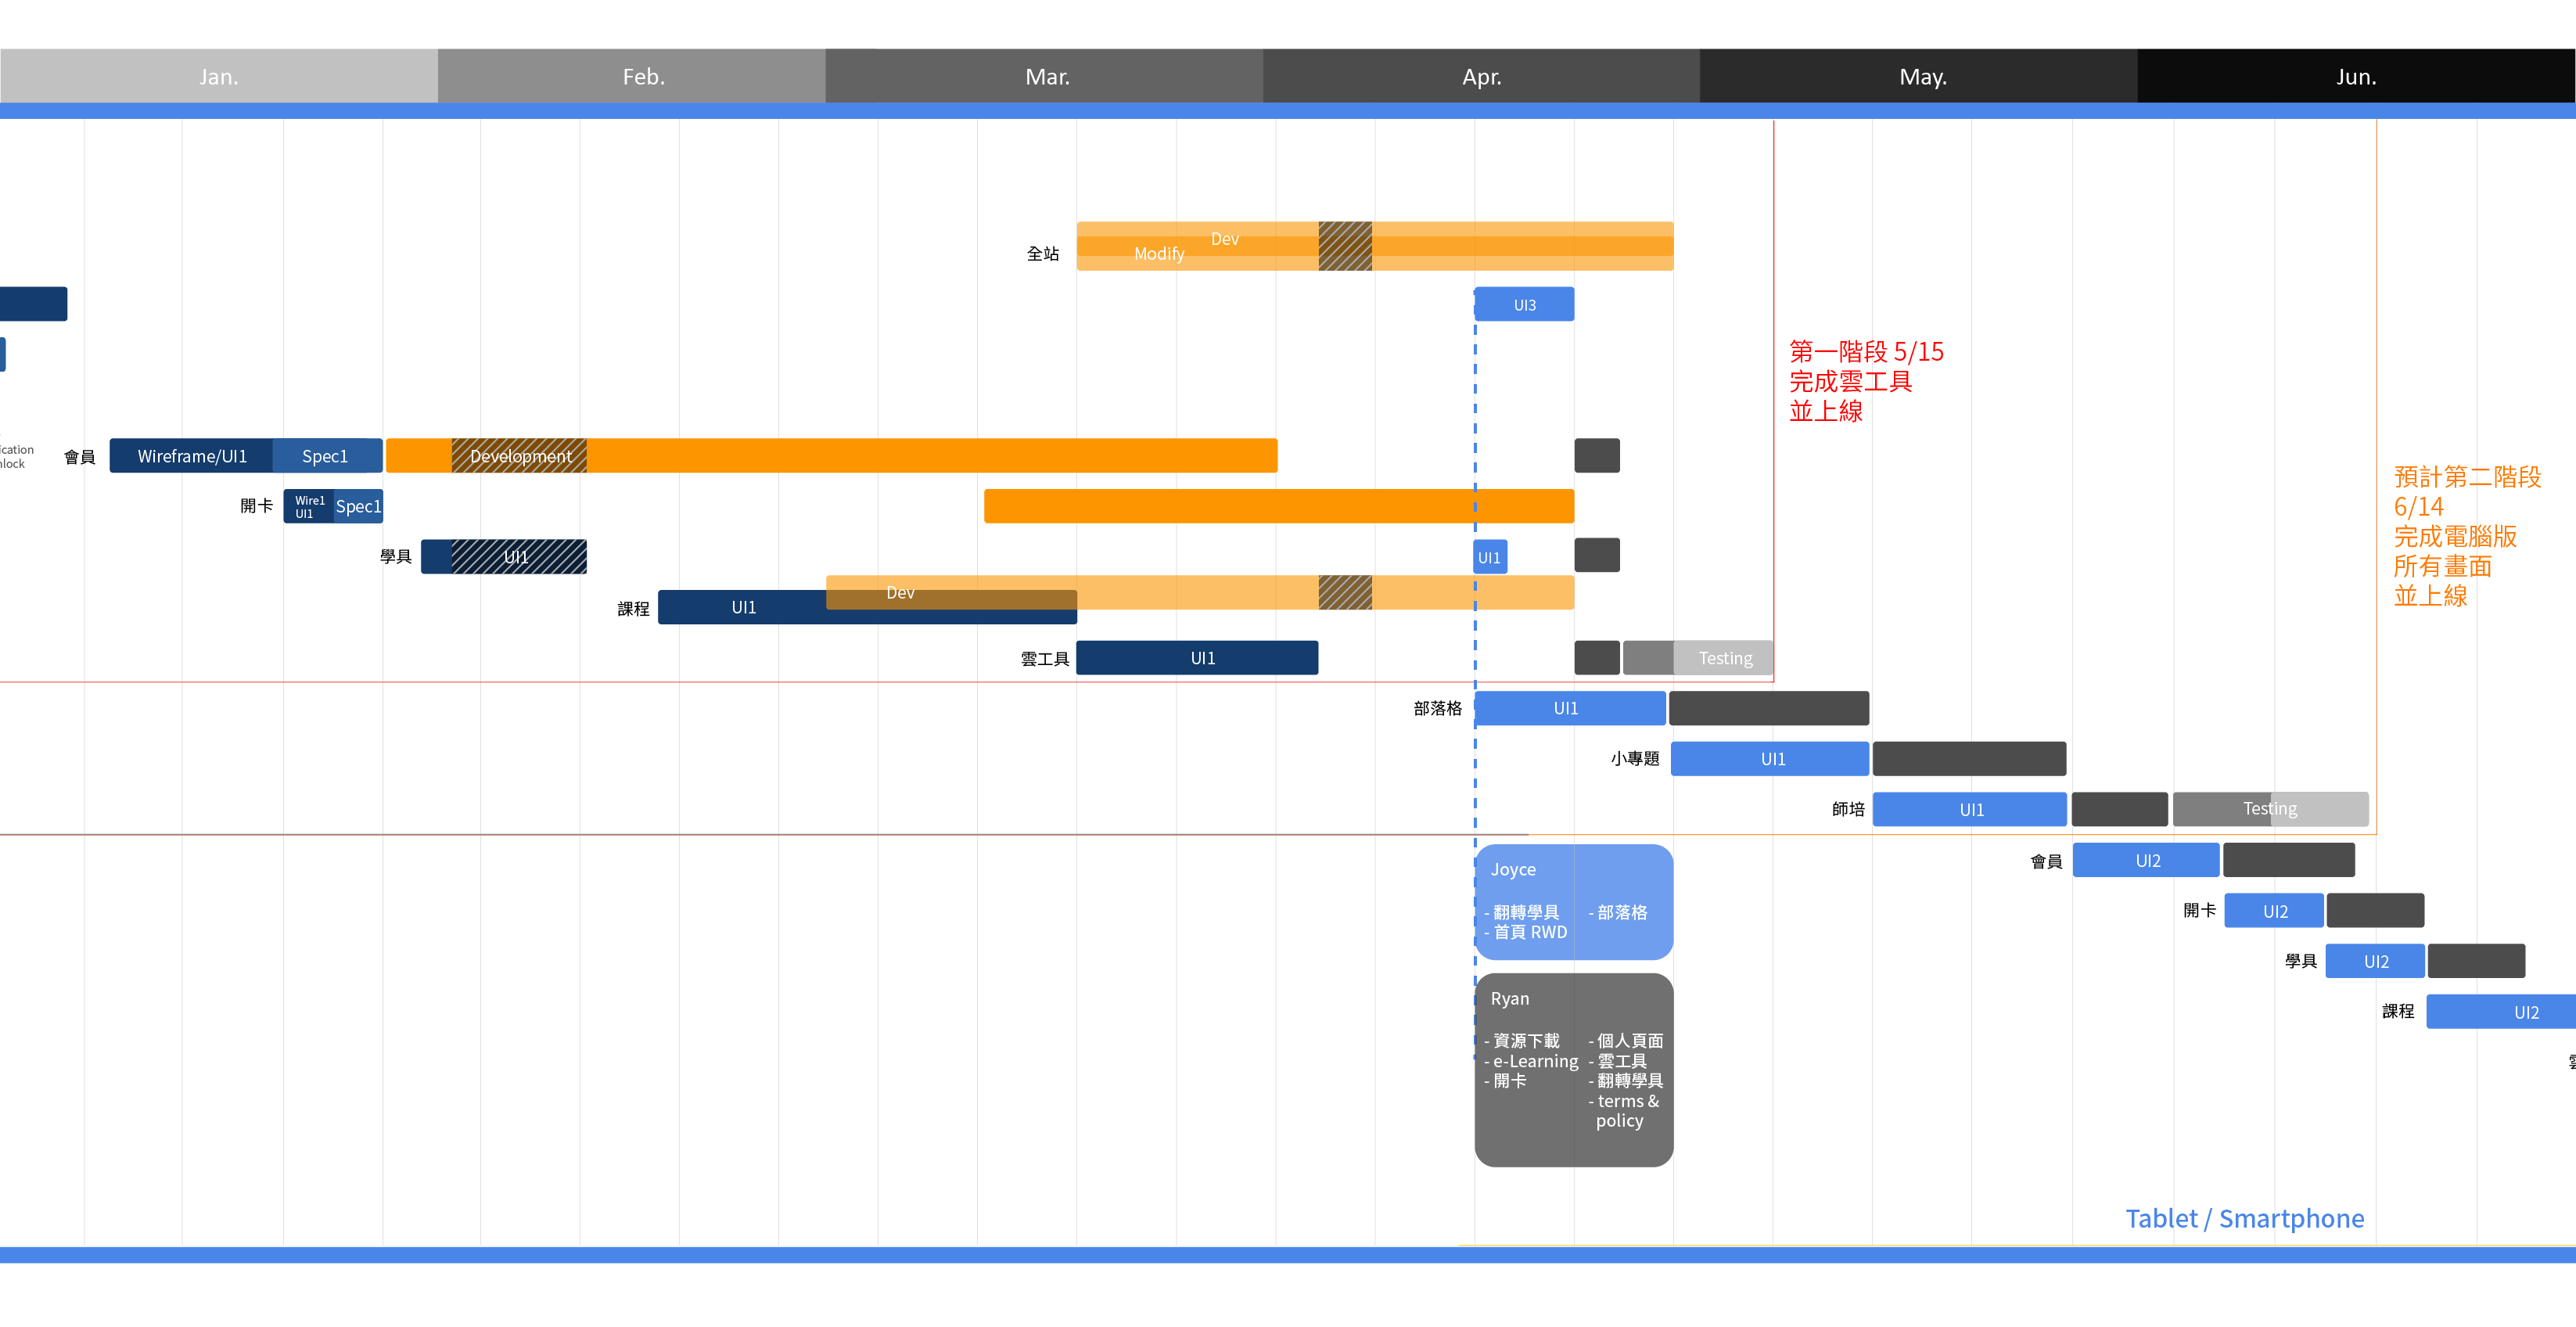 Jan.
Feb.
Mar.
Apr.
May.
Jun.
全站
Dev
Modify
UI3
第一階段 5/15
完成雲工具
並上線
ication
lock
會員
Wireframe/UI1
Spec1
Development
開卡
Wire1
UI1
Spec1
預計第二階段
6/14
完成電腦版
所有畫面
並上線
學具
UI1
UI1
課程
UI1
Dev
雲工具
UI1
Testing
部落格
UI1
小專題
UI1
師培
UI1
Testing
會員
UI2
開卡
UI2
學具
UI2
課程
UI2
Joyce
- 翻轉學具
- 首頁 RWD
- 部落格
Ryan
- 資源下載
- e-Learning
- 開卡
- 個人頁面
- 雲工具
- 翻轉學具
- terms &
policy
Tablet / Smartphone